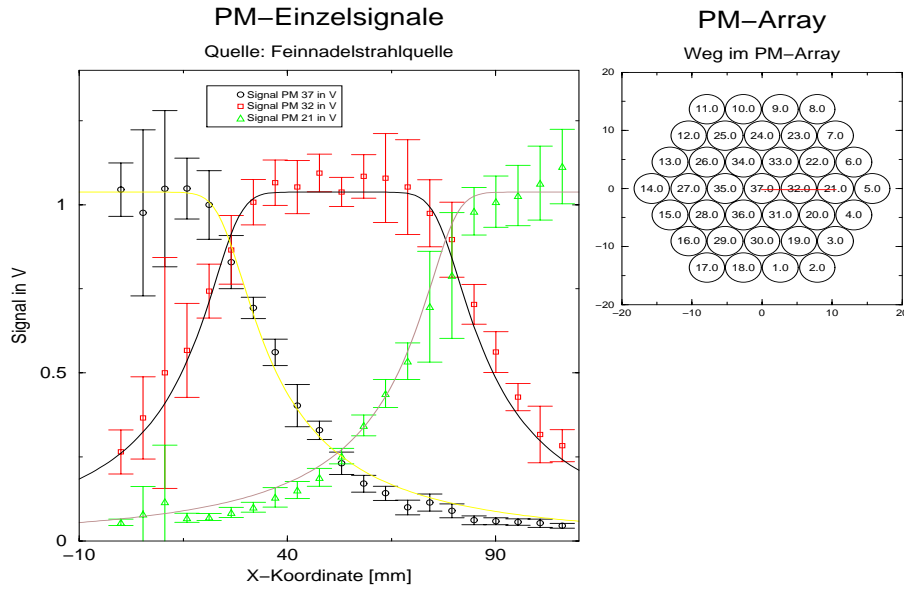 PM−Einzelsignale
Quelle: Feinnadelstrahlquelle
Signal PM 37 in V
Signal PM 32 in V
Signal PM 21 in V
Signal in V
1
0.5
0
−10 40 90
X−Koordinate [mm]
PM−Array
Weg im PM−Array
20
10
0
−10
−20
11.0 10.0 9.0 8.0
12.0 25.0 24.0 23.0 7.0
13.0 26.0 34.0 33.0 22.0 6.0
14.0 27.0 35.0 37.0 32.0 21.0 5.0
15.0 28.0 36.0 31.0 20.0 4.0
16.0 29.0 30.0 19.0 3.0
17.0 18.0 1.0 2.0
−20 −10 0 10 20